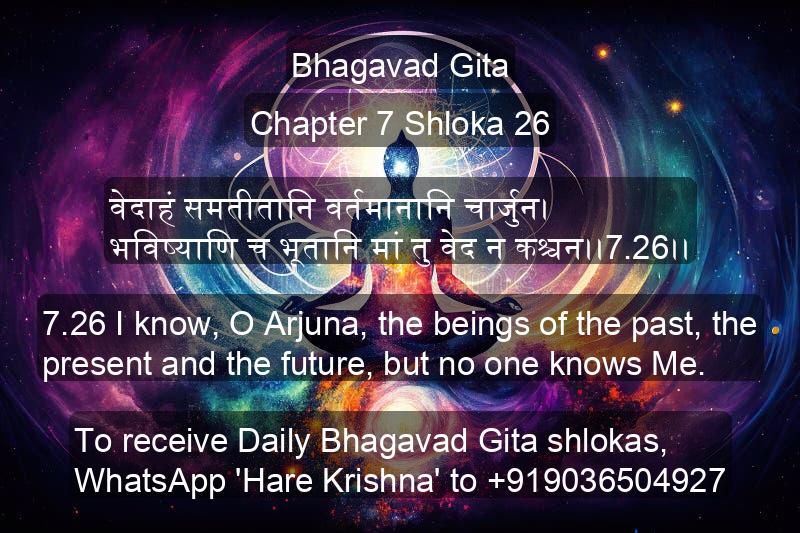 Bhagavad Gita
Chapter 7 Shloka 26
वेदाहं समतीतानि वर्तमानानि चार्जुन।
भविष्याणि च भूतानि मां तु वेद न कश्चन।।7.26।।
7.26 I know, O Arjuna, the beings of the past, the
present and the future, but no one knows Me.
To receive Daily Bhagavad Gita shlokas,
WhatsApp 'Hare Krishna' to +919036504927